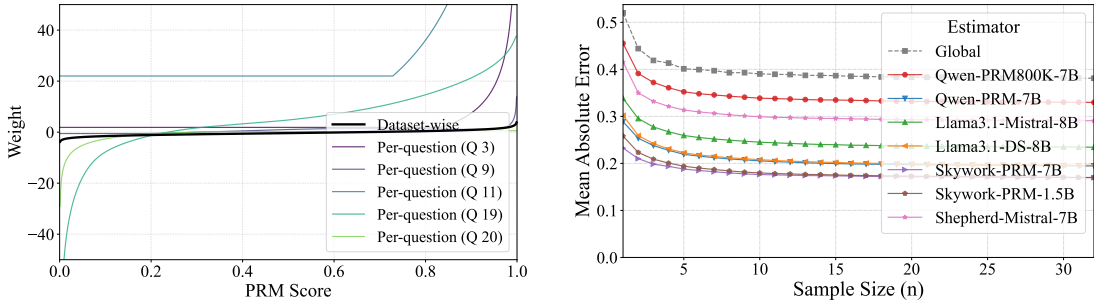 40
20
0
−20
−40
Weight
0.0
0.2
0.4
0.6
0.8
1.0
PRM Score
Dataset-wise
Per-question (Q 3)
Per-question (Q 9)
Per-question (Q 11)
Per-question (Q 19)
Per-question (Q 20)
0.5
0.4
0.3
0.2
0.1
0.0
Mean Absolute Error
5
10
15
20
25
30
Sample Size (n)
Estimator
Global
Qwen-PRM800K-7B
Qwen-PRM-7B
Llama3.1-Mistral-8B
Llama3.1-DS-8B
Skywork-PRM-7B
Skywork-PRM-1.5B
Shepherd-Mistral-7B